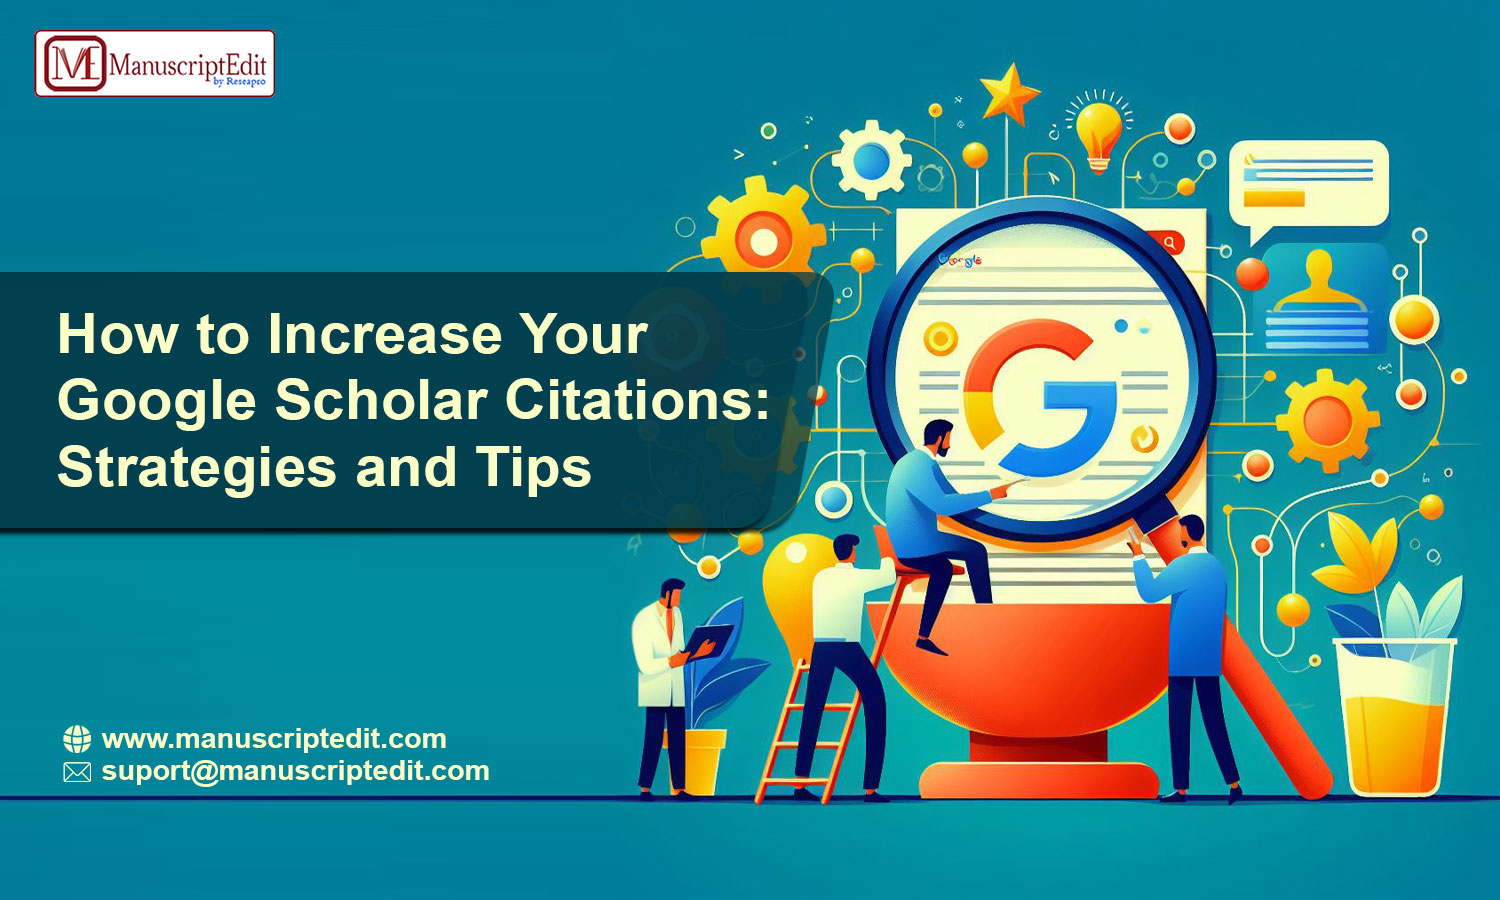 ManuscriptEdit
by Reseapro
Google
How to Increase Your
Google Scholar Citations:
Strategies and Tips
www.manuscriptedit.com
suport@manuscriptedit.com